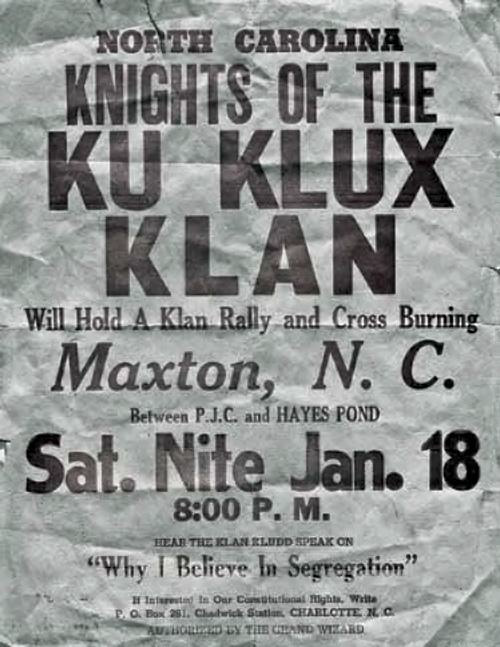 NORTH CAROLINA
KNIGHTS OF THE
KU KLUX
KLAN
Will Hold A Klan Rally and Cross Burning
Maxton, N. C.
Between P.J.C. and HAYES POND
Sat. Nite Jan. 18
8:00 P. M.
HEAR THE KLAN KLUDD SPEAK ON
"Why I Believe In Segregation"
If Interested In Our Constitutional Rights, Write
P. O. Box 281, Chadwick Station, CHARLOTTE, N. C.
AUTHORIZED BY THE GRAND WIZARD